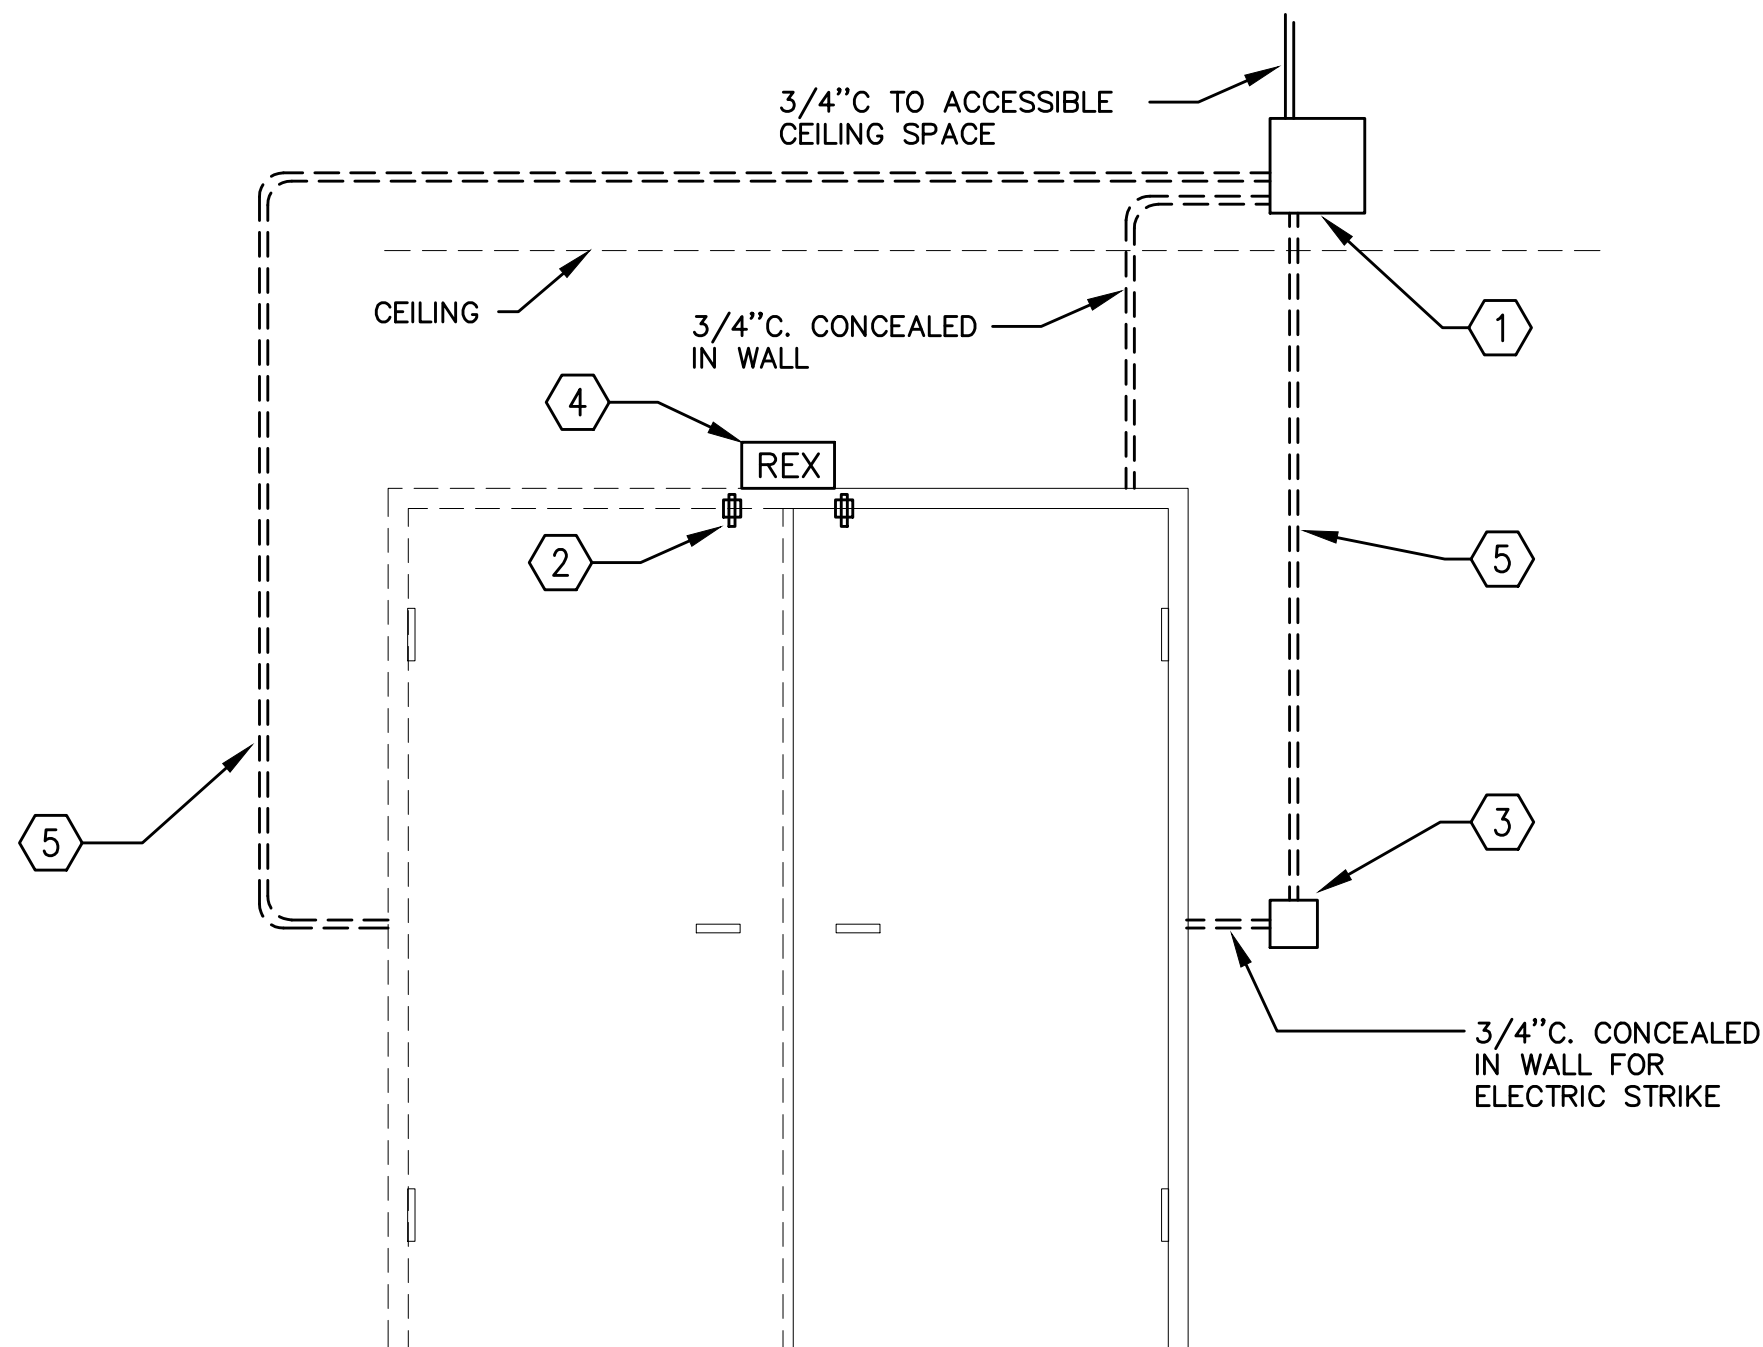 3/4”C TO ACCESSIBLE
CEILING SPACE
CEILING
3/4”C. CONCEALED
IN WALL
1
4
REX
2
5
3
5
3/4”C. CONCEALED
IN WALL FOR
ELECTRIC STRIKE